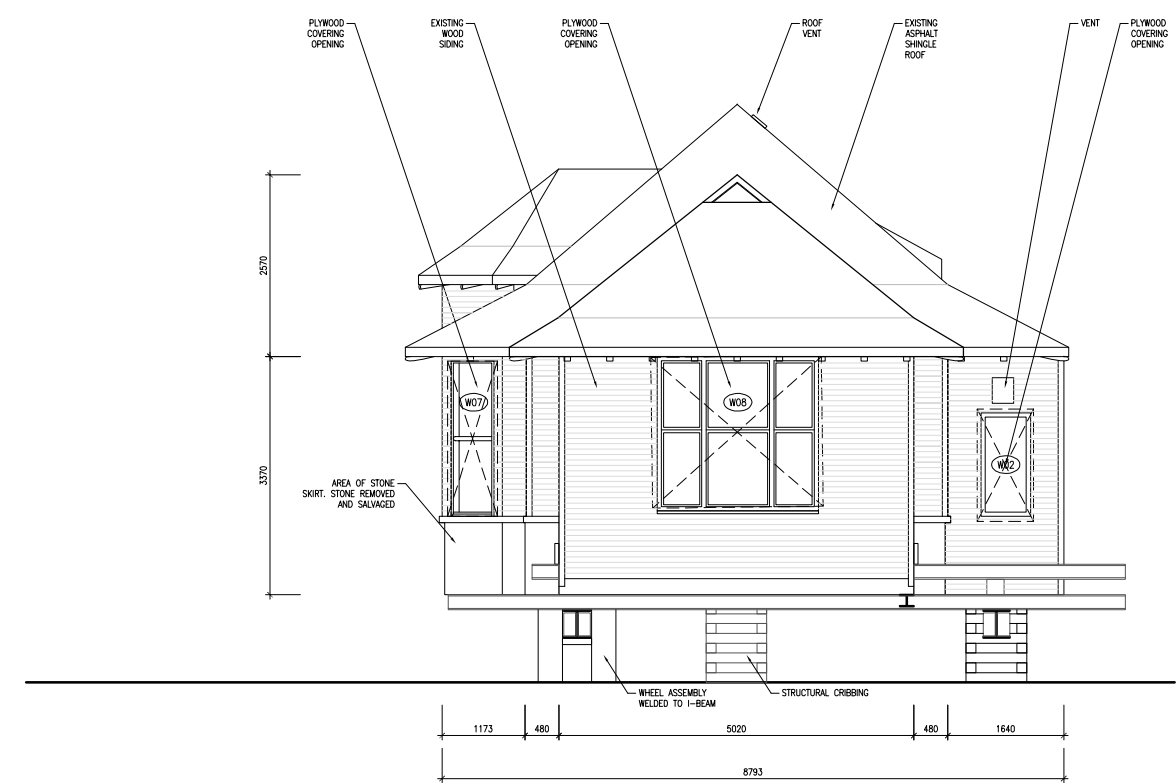 PLYWOOD
COVERING
OPENING
EXISTING
WOOD
SIDING
PLYWOOD
COVERING
OPENING
ROOF
VENT
EXISTING
ASPHALT
SHINGLE
ROOF
VENT
PLYWOOD
COVERING
OPENING
2570
3370
W07
W08
W02
AREA OF STONE
SKIRT. STONE REMOVED
AND SALVAGED
WHEEL ASSEMBLY
WELDED TO I-BEAM
STRUCTURAL CRIBBING
1173
480
5020
480
1640
8793